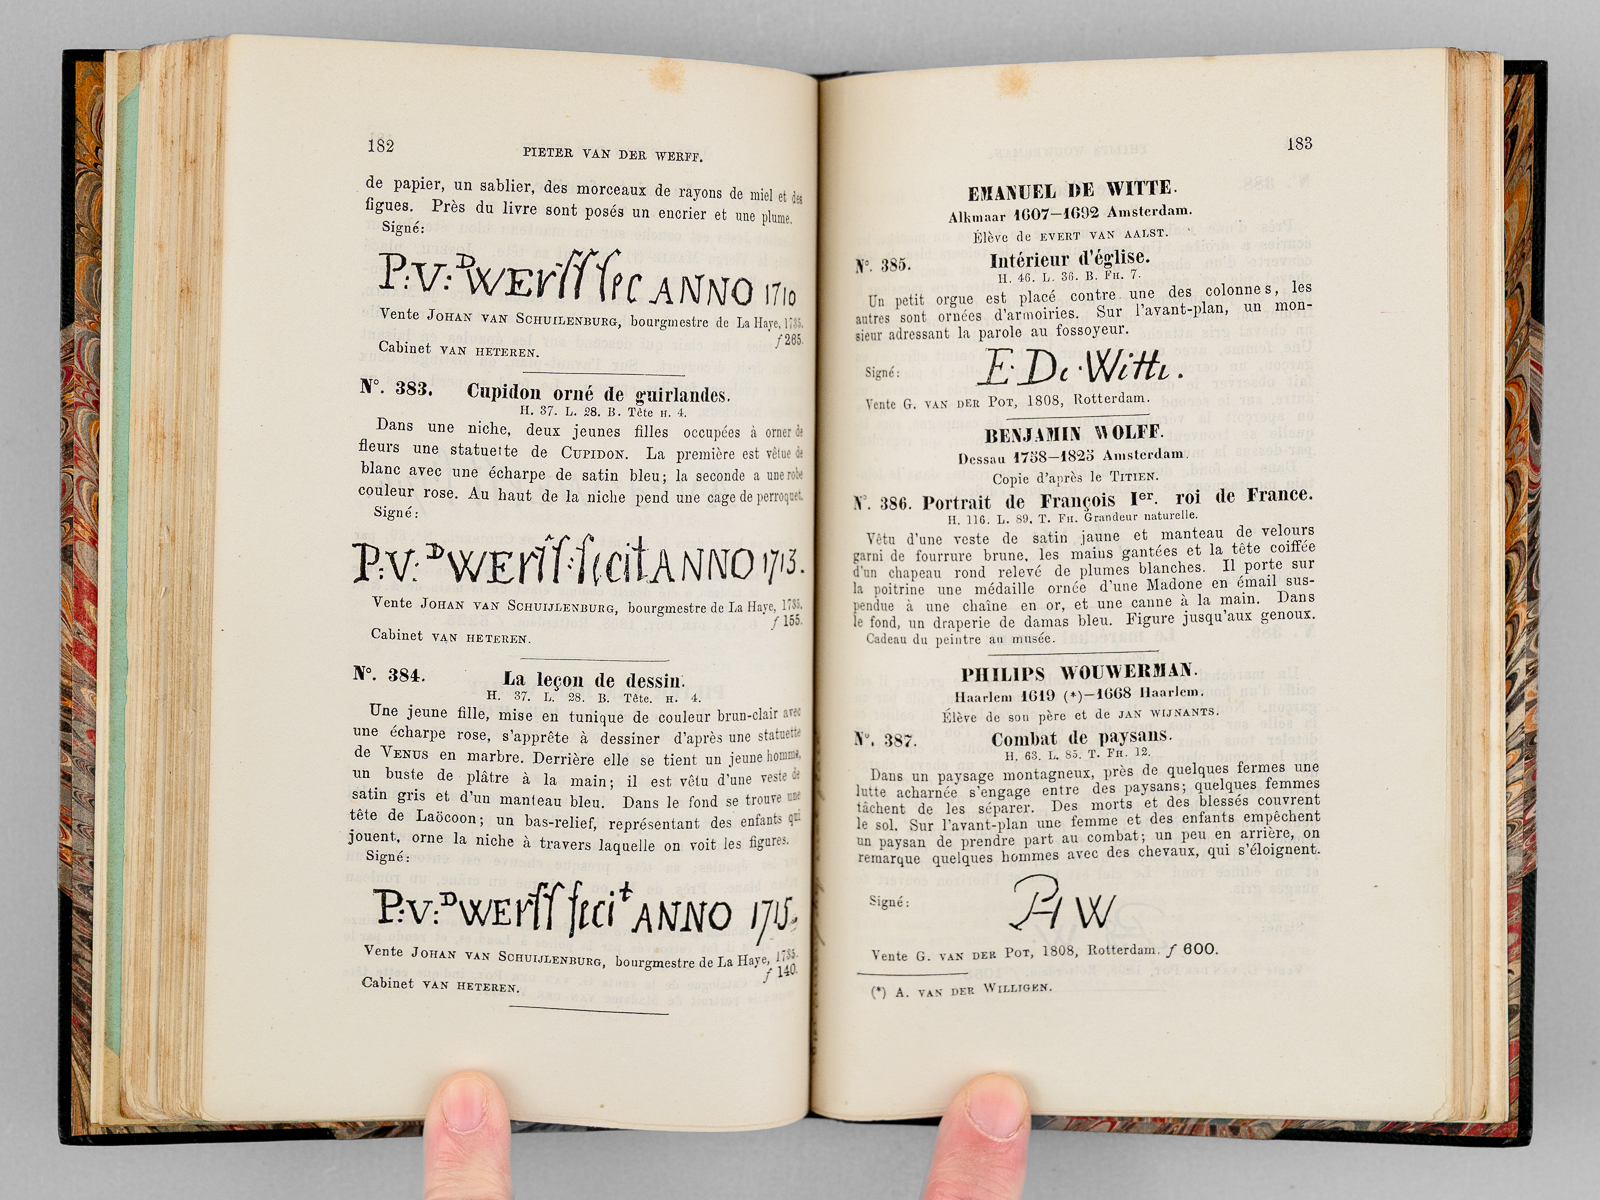 182
PIETER VAN DER WERFF.
de papier, un sablier, des morceaux de rayons de miel et des
figues. Près du livre sont posés un encrier et une plume.
Signé:
P:V:DWErff fec ANNO 1710
Vente JOHAN VAN SCHUILENBURG, bourgmestre de La Haye, 1735.
f 265.
Cabinet VAN HETEREN.
N°. 383. Cupidon orné de guirlandes.
H. 37. L. 28. B. Tête H. 4.
Dans une niche, deux jeunes filles occupées à orner de
fleurs une statuette de CUPIDON. La première est vêtue de
blanc avec une écharpe de satin bleu; la seconde a une robe
couleur rose. Au haut de la niche pend une cage de perroquet.
Signé:
P:V:DWErff:fecit ANNO 1713.
Vente JOHAN VAN SCHUIJLENBURG, bourgmestre de La Haye, 1735.
f 155.
Cabinet VAN HETEREN.
N°. 384. La leçon de dessin.
H. 37. L. 28. B. Tête. H. 4.
Une jeune fille, mise en tunique de couleur brun-clair avec
une écharpe rose, s'apprête à dessiner d'après une statuette
de VENUS en marbre. Derrière elle se tient un jeune homme,
un buste de plâtre à la main; il est vêtu d'une veste de
satin gris et d'un manteau bleu. Dans le fond se trouve une
tête de Laöcoon; un bas-relief, représentant des enfants qui
jouent, orne la niche à travers laquelle on voit les figures.
Signé:
P:V:DWErff fecit ANNO 1715.
Vente JOHAN VAN SCHUIJLENBURG, bourgmestre de La Haye, 1735.
f 140.
Cabinet VAN HETEREN.
183
EMANUEL DE WITTE.
Alkmaar 1607—1692 Amsterdam.
Élève de EVERT VAN AALST.
N°. 385. Intérieur d'église.
H. 46. L. 36. B. FH. 7.
Un petit orgue est placé contre une des colonnes, les
autres sont ornées d'armoiries. Sur l'avant-plan, un mon-
sieur adressant la parole au fossoyeur.
Signé: E. De. Witte.
Vente G. VAN DER POT, 1808, Rotterdam.
BENJAMIN WOLFF.
Dessau 1758—1825 Amsterdam.
Copie d'après le TITIEN.
N°. 386. Portrait de François Ier. roi de France.
H. 116. L. 89. T. FH. Grandeur naturelle.
Vêtu d'une veste de satin jaune et manteau de velours
garni de fourrure brune, les mains gantées et la tête coiffée
d'un chapeau rond relevé de plumes blanches. Il porte sur
la poitrine une médaille ornée d'une Madone en émail sus-
pendue à une chaîne en or, et une canne à la main. Dans
le fond, un draperie de damas bleu. Figure jusqu'aux genoux.
Cadeau du peintre au musée.
PHILIPS WOUWERMAN.
Haarlem 1619 (*)—1668 Haarlem.
Élève de son père et de JAN WIJNANTS.
N°. 387. Combat de paysans.
H. 63. L. 85. T. FH. 12.
Dans un paysage montagneux, près de quelques fermes une
lutte acharnée s'engage entre des paysans; quelques femmes
tâchent de les séparer. Des morts et des blessés couvrent
le sol. Sur l'avant-plan une femme et des enfants empêchent
un paysan de prendre part au combat; un peu en arrière, on
remarque quelques hommes avec des chevaux, qui s'éloignent.
Signé: PH W
Vente G. VAN DER POT, 1808, Rotterdam. f 600.
(*) A. VAN DER WILLIGEN.